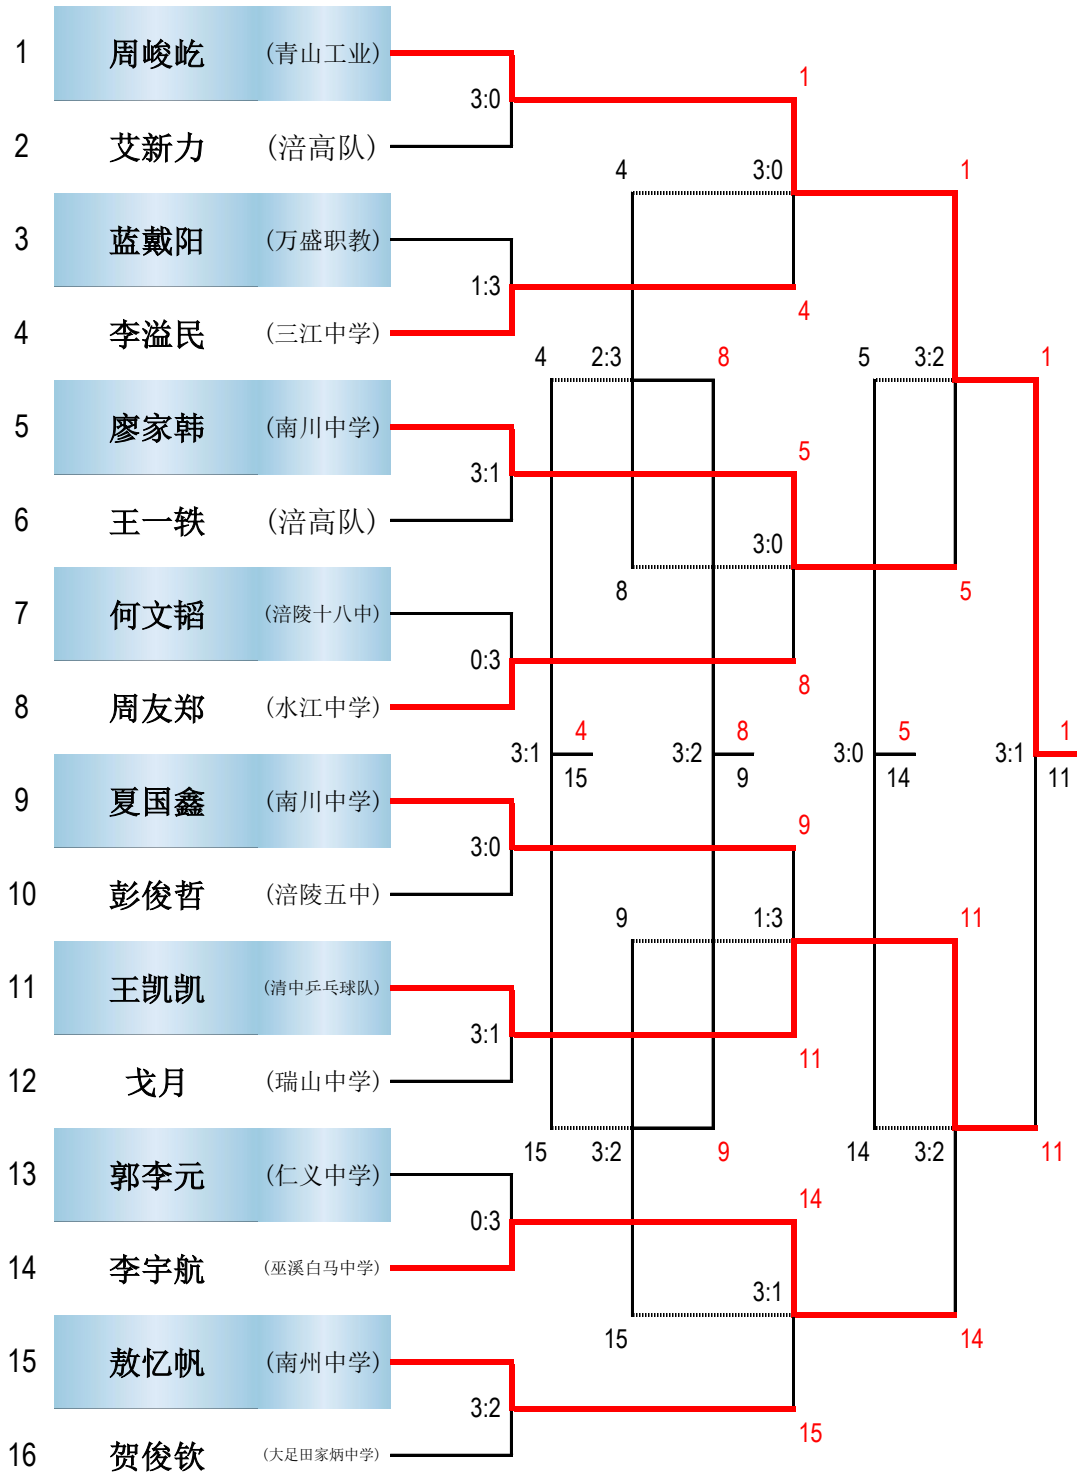 1 周峻屹 (青山工业)
1
3:0
2 艾新力 (涪高队)
4 3:0 1
3 蓝戴阳 (万盛职教)
1:3
4
4 李溢民 (三江中学)
4 2:3 8 5 3:2 1
5 廖家韩 (南川中学)
5
3:1
6 王一轶 (涪高队)
3:0
8 5
7 何文韬 (涪陵十八中)
0:3
8
8 周友郑 (水江中学)
4 8 5 1
3:1 3:2 3:0 3:1
15 9 14 11
9 夏国鑫 (南川中学)
9
3:0
10 彭俊哲 (涪陵五中)
9 1:3 11
11 王凯凯 (清中乒乓球队)
3:1
11
12 戈月 (瑞山中学)
15 3:2 9 14 3:2 11
13 郭李元 (仁义中学)
14
0:3
14 李宇航 (巫溪白马中学)
3:1
15 14
15 敖忆帆 (南州中学)
3:2
15
16 贺俊钦 (大足田家炳中学)